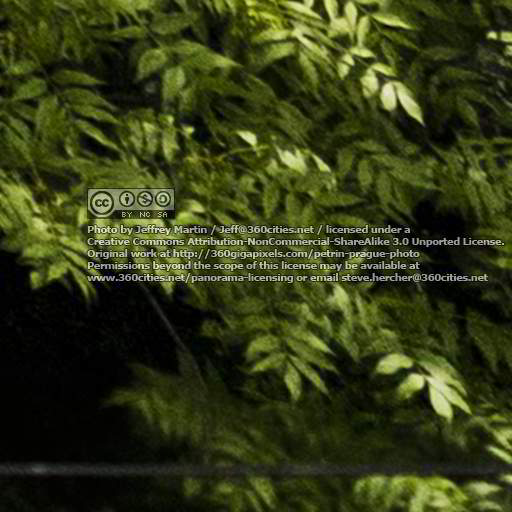 cc
BY NC SA
Photo by Jeffrey Martin / Jeff@360cities.net / licensed under a
Creative Commons Attribution-NonCommercial-ShareAlike 3.0 Unported License.
Original work at http://360gigapixels.com/petrin-prague-photo
Permissions beyond the scope of this license may be available at
www.360cities.net/panorama-licensing or email steve.hercher@360cities.net